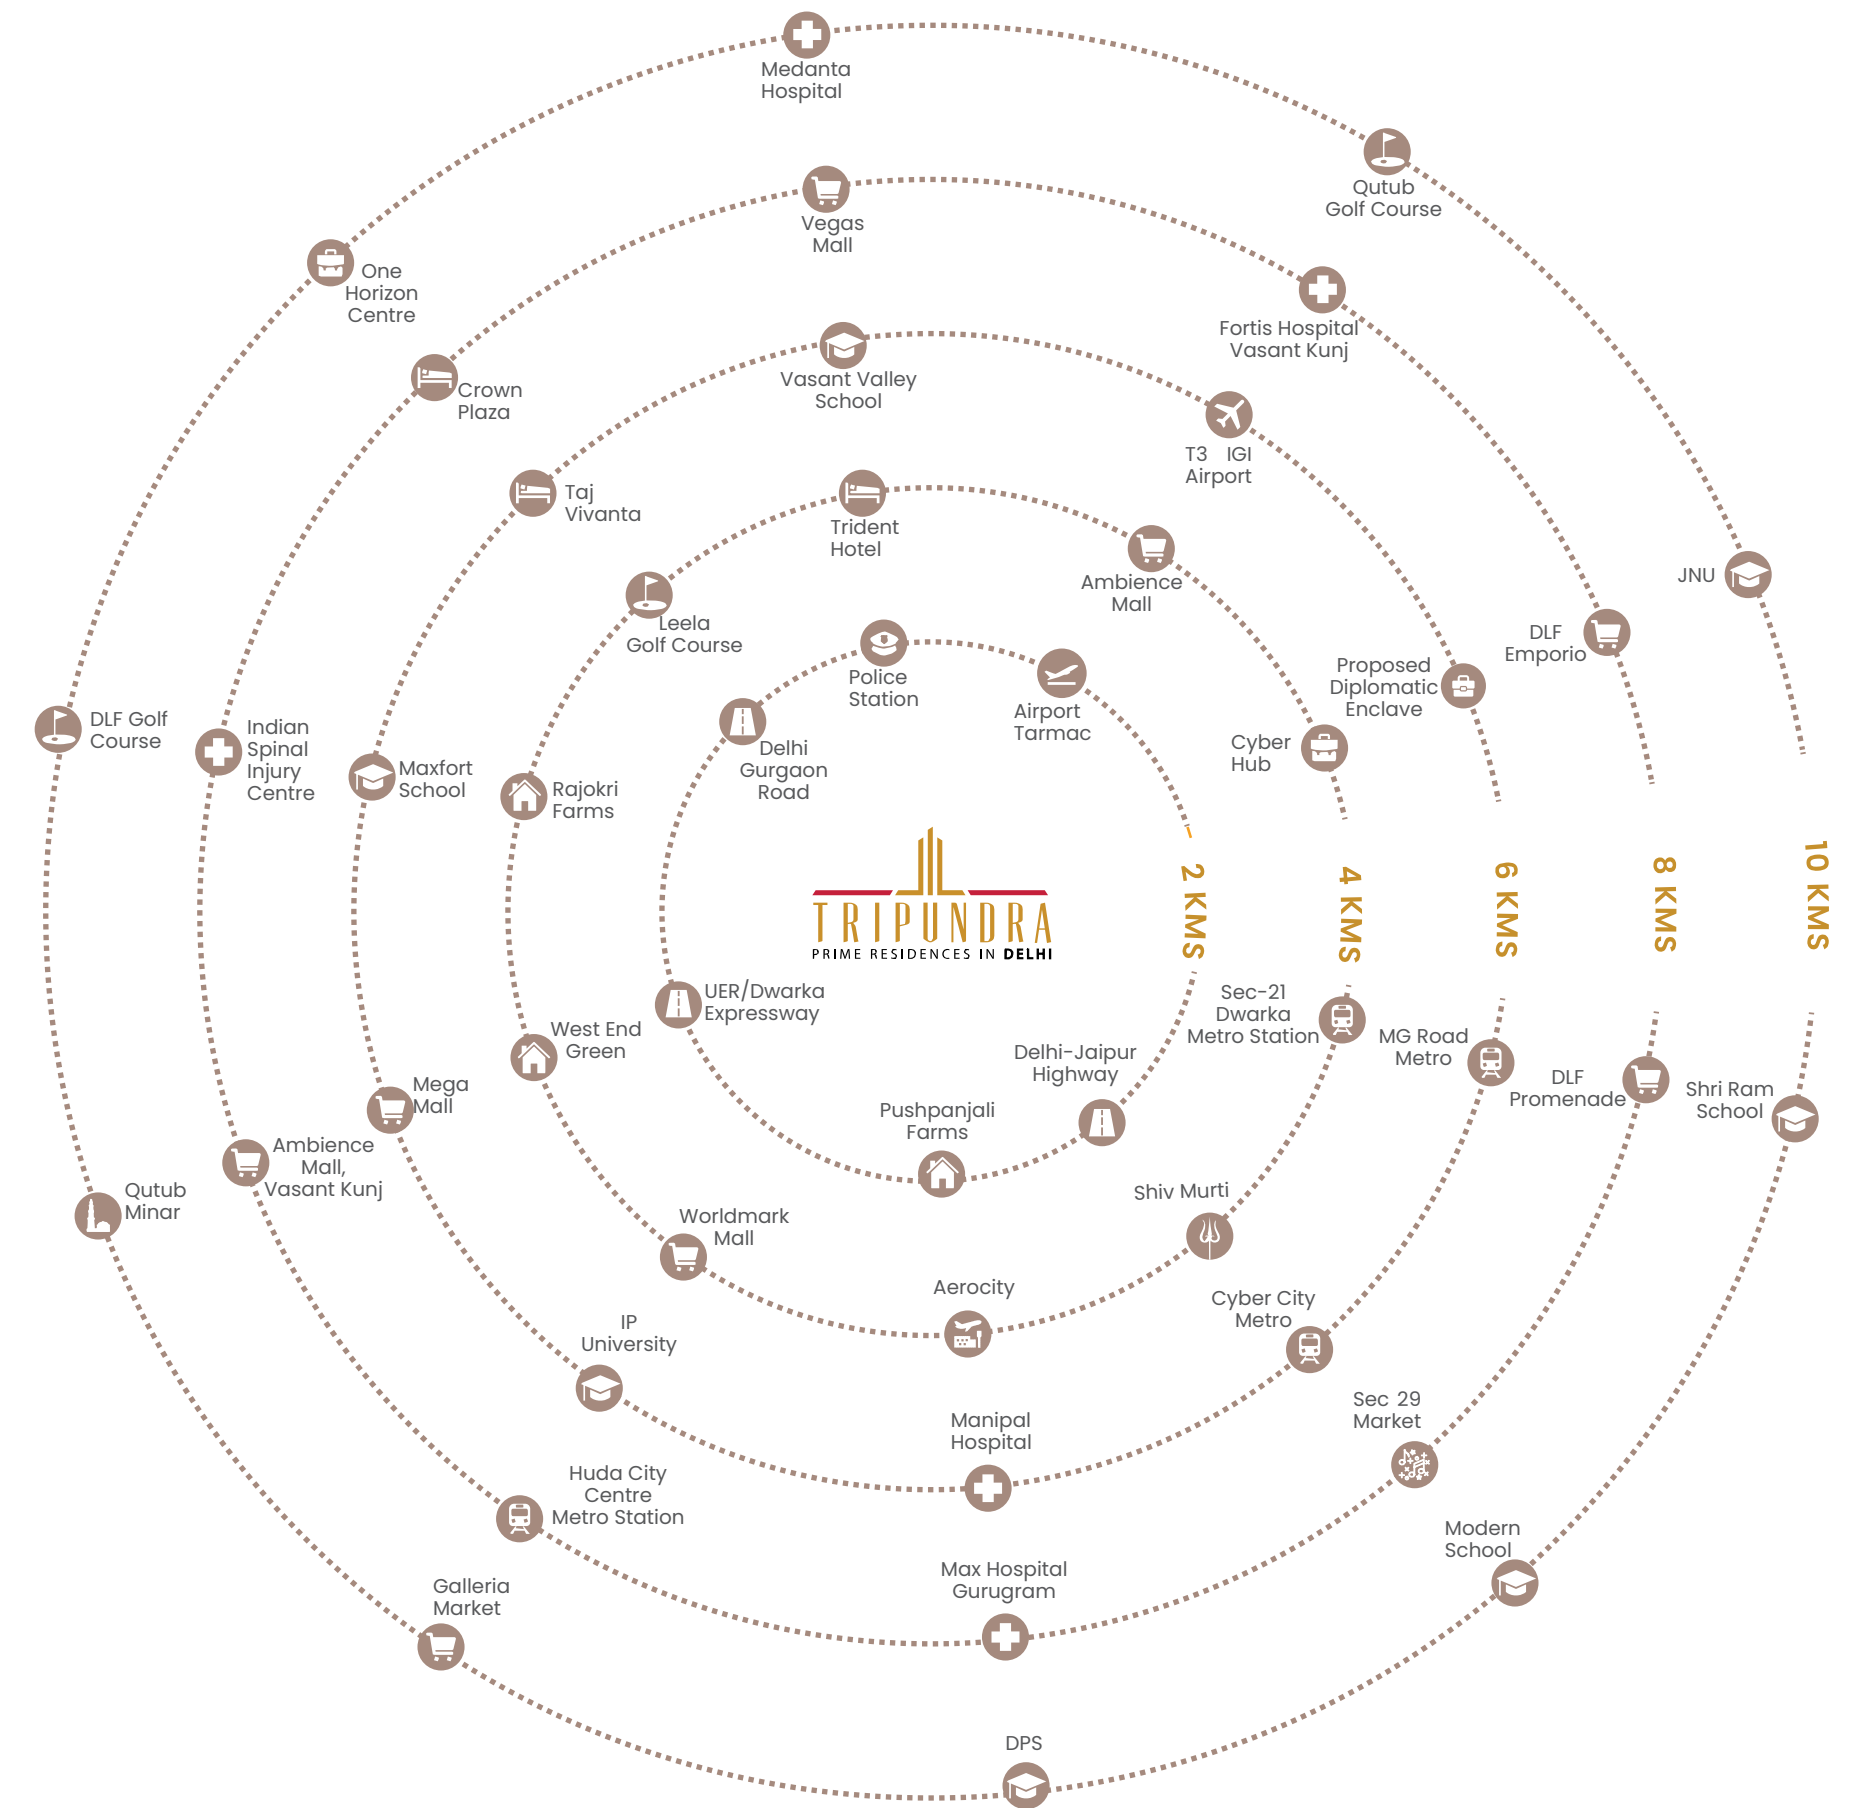 Medanta
Hospital
Qutub
Golf Course
Vegas
Mall
One
Horizon
Centre
Fortis Hospital
Vasant Kunj
Crown
Plaza
Vasant Valley
School
T3 IGI
Airport
Taj
Vivanta
Trident
Hotel
Ambience
Mall
JNU
Leela
Golf Course
DLF
Emporio
Police
Station
Proposed
Diplomatic
Enclave
Airport
Tarmac
DLF Golf
Course
Indian
Spinal
Injury
Centre
Maxfort
School
Rajokri
Farms
Delhi
Gurgaon
Road
Cyber
Hub
TRIPUNDRA
PRIME RESIDENCES IN DELHI
2 KMS
4 KMS
6 KMS
8 KMS
10 KMS
UER/Dwarka
Expressway
Sec-21
Dwarka
Metro Station
West End
Green
MG Road
Metro
Delhi-Jaipur
Highway
DLF
Promenade
Shri Ram
School
Mega
Mall
Pushpanjali
Farms
Ambience
Mall,
Vasant Kunj
Qutub
Minar
Shiv Murti
Worldmark
Mall
Aerocity
Cyber City
Metro
IP
University
Sec 29
Market
Manipal
Hospital
Huda City
Centre
Metro Station
Modern
School
Max Hospital
Gurugram
Galleria
Market
DPS